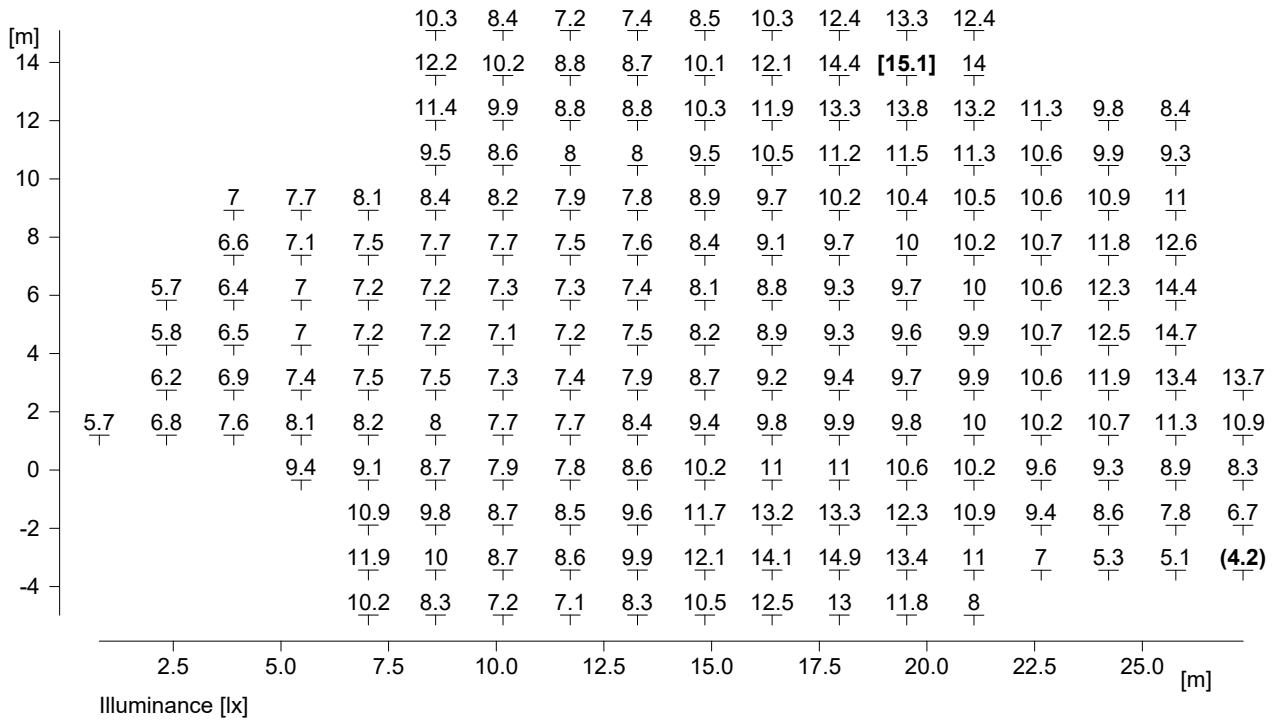 10.3 8.4 7.2 7.4 8.5 10.3 12.4 13.3 12.4
[m]
14 12.2 10.2 8.8 8.7 10.1 12.1 14.4 [15.1] 14
12 11.4 9.9 8.8 8.8 10.3 11.9 13.3 13.8 13.2 11.3 9.8 8.4
9.5 8.6 8 8 9.5 10.5 11.2 11.5 11.3 10.6 9.9 9.3
10
7 7.7 8.1 8.4 8.2 7.9 7.8 8.9 9.7 10.2 10.4 10.5 10.6 10.9 11
8 6.6 7.1 7.5 7.7 7.7 7.5 7.6 8.4 9.1 9.7 10 10.2 10.7 11.8 12.6
6 5.7 6.4 7 7.2 7.2 7.3 7.3 7.4 8.1 8.8 9.3 9.7 10 10.6 12.3 14.4
5.8 6.5 7 7.2 7.2 7.1 7.2 7.5 8.2 8.9 9.3 9.6 9.9 10.7 12.5 14.7
4
6.2 6.9 7.4 7.5 7.5 7.3 7.4 7.9 8.7 9.2 9.4 9.7 9.9 10.6 11.9 13.4 13.7
2 5.7 6.8 7.6 8.1 8.2 8 7.7 7.7 8.4 9.4 9.8 9.9 9.8 10 10.2 10.7 11.3 10.9
0 9.4 9.1 8.7 7.9 7.8 8.6 10.2 11 11 10.6 10.2 9.6 9.3 8.9 8.3
10.9 9.8 8.7 8.5 9.6 11.7 13.2 13.3 12.3 10.9 9.4 8.6 7.8 6.7
-2
11.9 10 8.7 8.6 9.9 12.1 14.1 14.9 13.4 11 7 5.3 5.1 (4.2)
-4
10.2 8.3 7.2 7.1 8.3 10.5 12.5 13 11.8 8
2.5 5.0 7.5 10.0 12.5 15.0 17.5 20.0 22.5 25.0 [m]
Illuminance [lx]